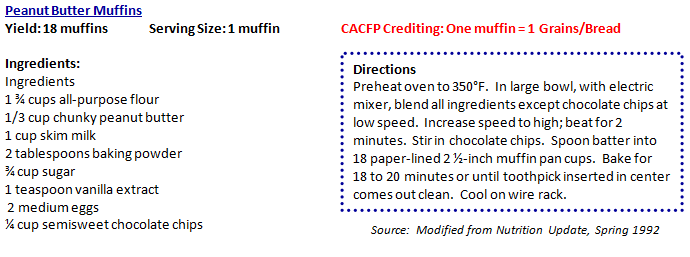 Peanut Butter Muffins
Yield: 18 muffins Serving Size: 1 muffin CACFP Crediting: One muffin = 1 Grains/Bread
Ingredients:
Ingredients
1 ¾ cups all-purpose flour
1/3 cup chunky peanut butter
1 cup skim milk
2 tablespoons baking powder
¾ cup sugar
1 teaspoon vanilla extract
2 medium eggs
¼ cup semisweet chocolate chips
Directions
Preheat oven to 350°F. In large bowl, with electric
mixer, blend all ingredients except chocolate chips at
low speed. Increase speed to high; beat for 2
minutes. Stir in chocolate chips. Spoon batter into
18 paper-lined 2 ½-inch muffin pan cups. Bake for
18 to 20 minutes or until toothpick inserted in center
comes out clean. Cool on wire rack.
Source: Modified from Nutrition Update, Spring 1992